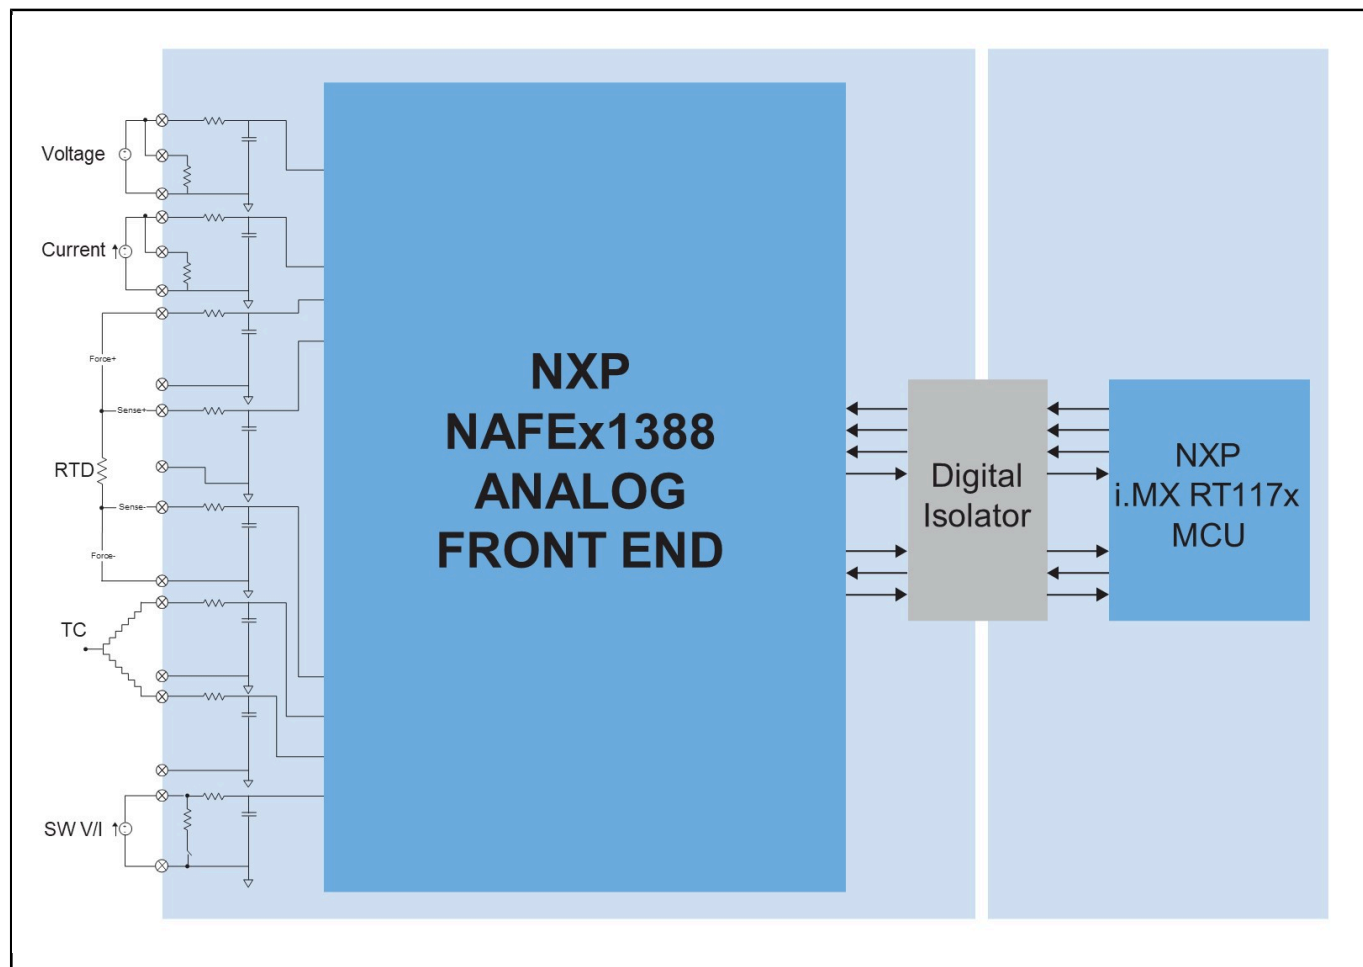 Voltage
Current
Force+
Sense+
RTD
Sense-
Force-
TC
SW V/I
NXP
NAFEx1388
ANALOG
FRONT END
Digital
Isolator
NXP
i.MX RT117x
MCU